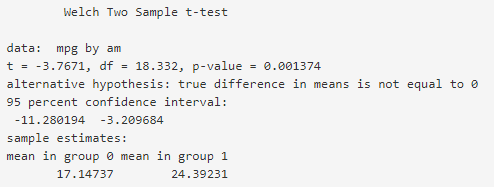 Welch Two Sample t-test
data:  mpg by am
t = -3.7671, df = 18.332, p-value = 0.001374
alternative hypothesis: true difference in means is not equal to 0
95 percent confidence interval:
 -11.280194  -3.209684
sample estimates:
mean in group 0 mean in group 1
       17.14737        24.39231